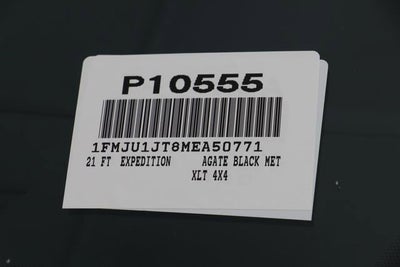 P10555
1FMJU1JT8MEA50771
21 FT EXPEDITION AGATE BLACK MET
XLT 4X4